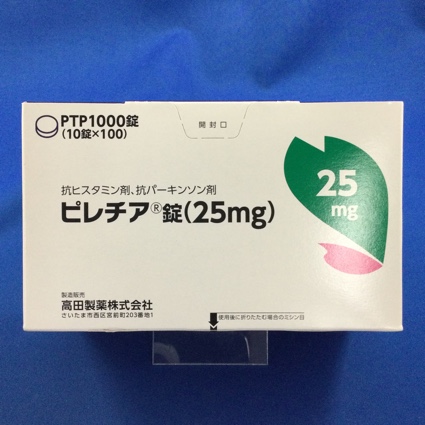 PTP1000錠
(10錠×100)
開封口
抗ヒスタミン剤、抗パーキンソン剤
ピレチア®錠(25mg)
25
mg
製造販売
高田製薬株式会社
さいたま市西区宮前町203番地1
使用後に折りたたむ場合のミシン目